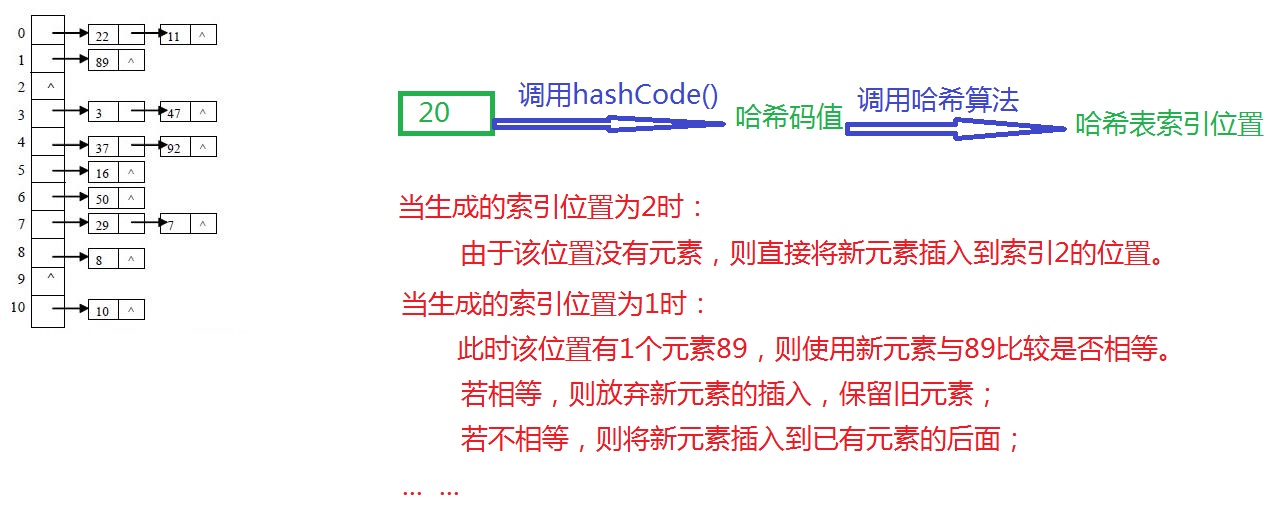 0 22 11 ^
1 89 ^
2 ^
3 3 47 ^
4 37 92 ^
5 16 ^
6 50 ^
7 29 7 ^
8 8 ^
9 ^
10 10 ^
20 调用hashCode() 哈希码值 调用哈希算法 哈希表索引位置
当生成的索引位置为2时：
由于该位置没有元素，则直接将新元素插入到索引2的位置。
当生成的索引位置为1时：
此时该位置有1个元素89，则使用新元素与89比较是否相等。
若相等，则放弃新元素的插入，保留旧元素；
若不相等，则将新元素插入到已有元素的后面；
... ...